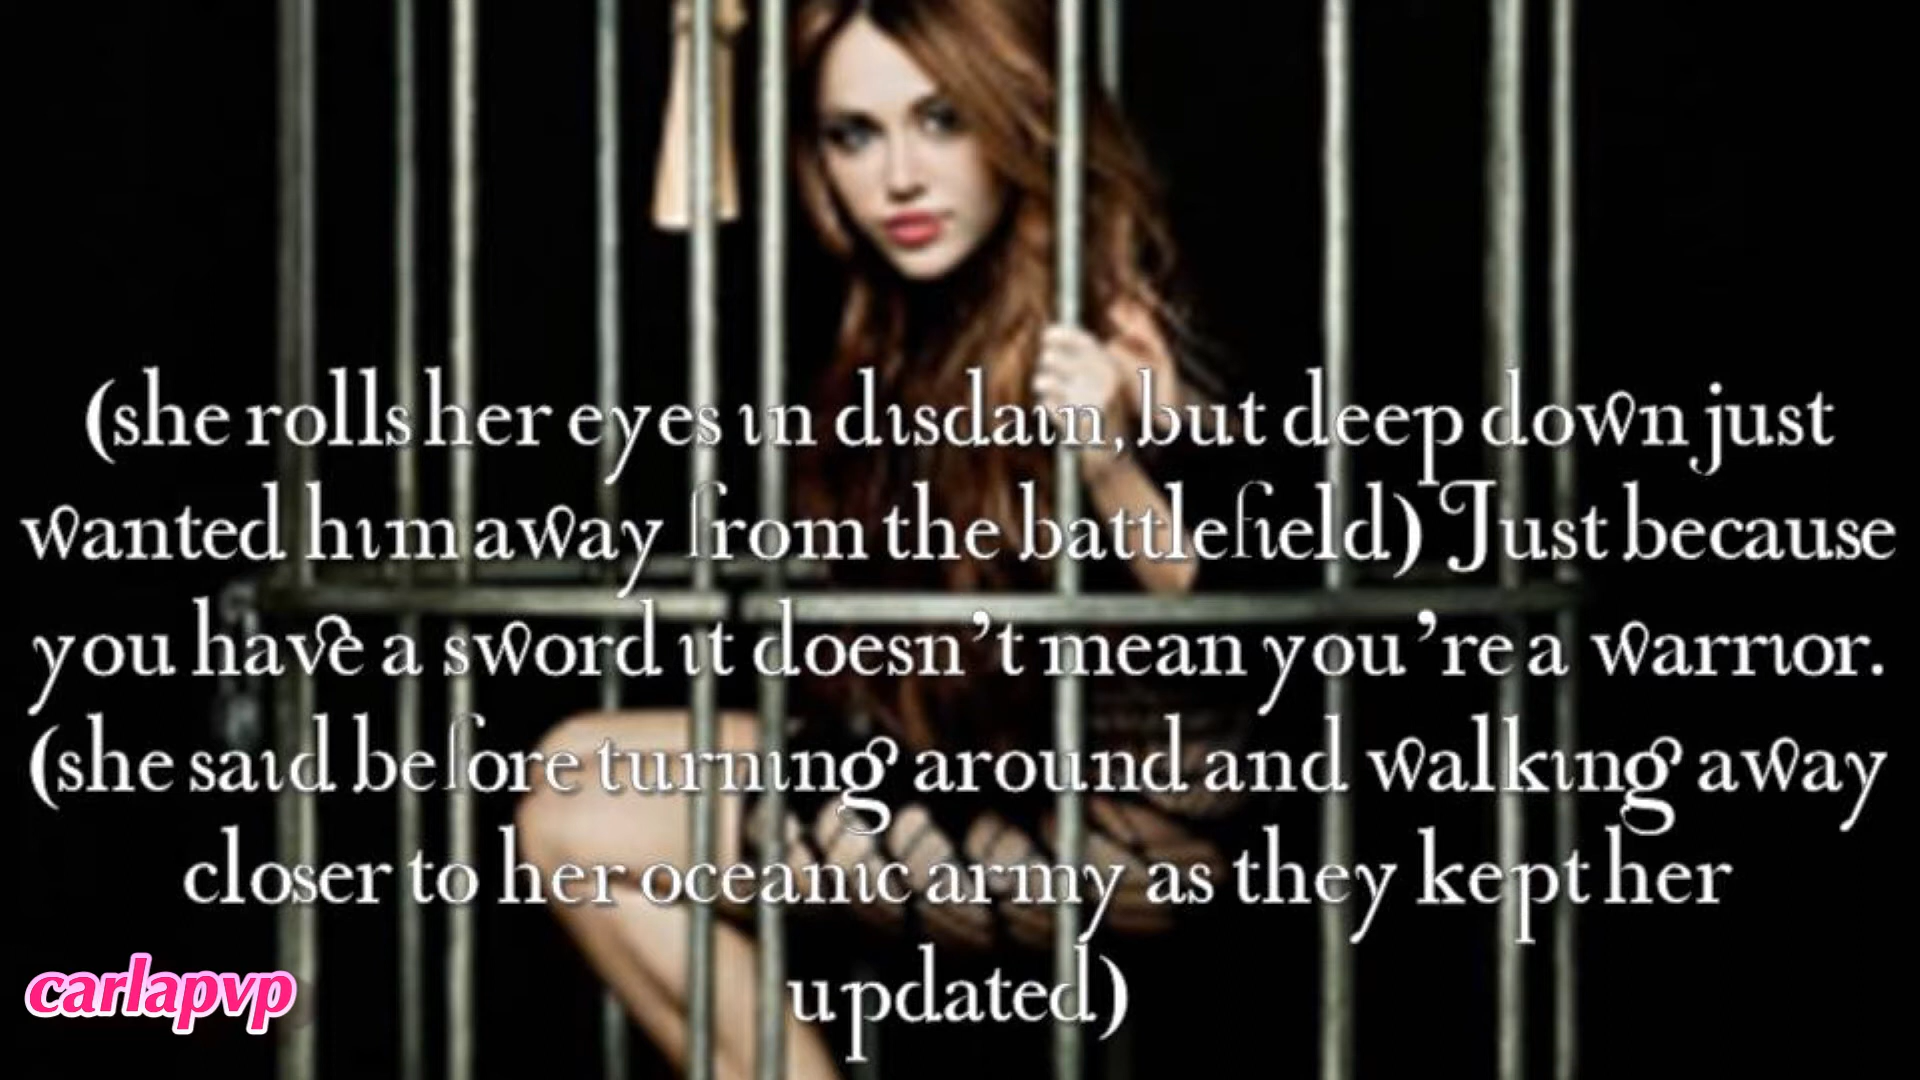 (she rolls her eyes in disdain, but deep down just
wanted him away from the battlefield) Just because
you have a sword it doesn't mean you're a warrior.
(she said before turning around and walking away
closer to her oceanic army as they kept her
updated)
carlapvp